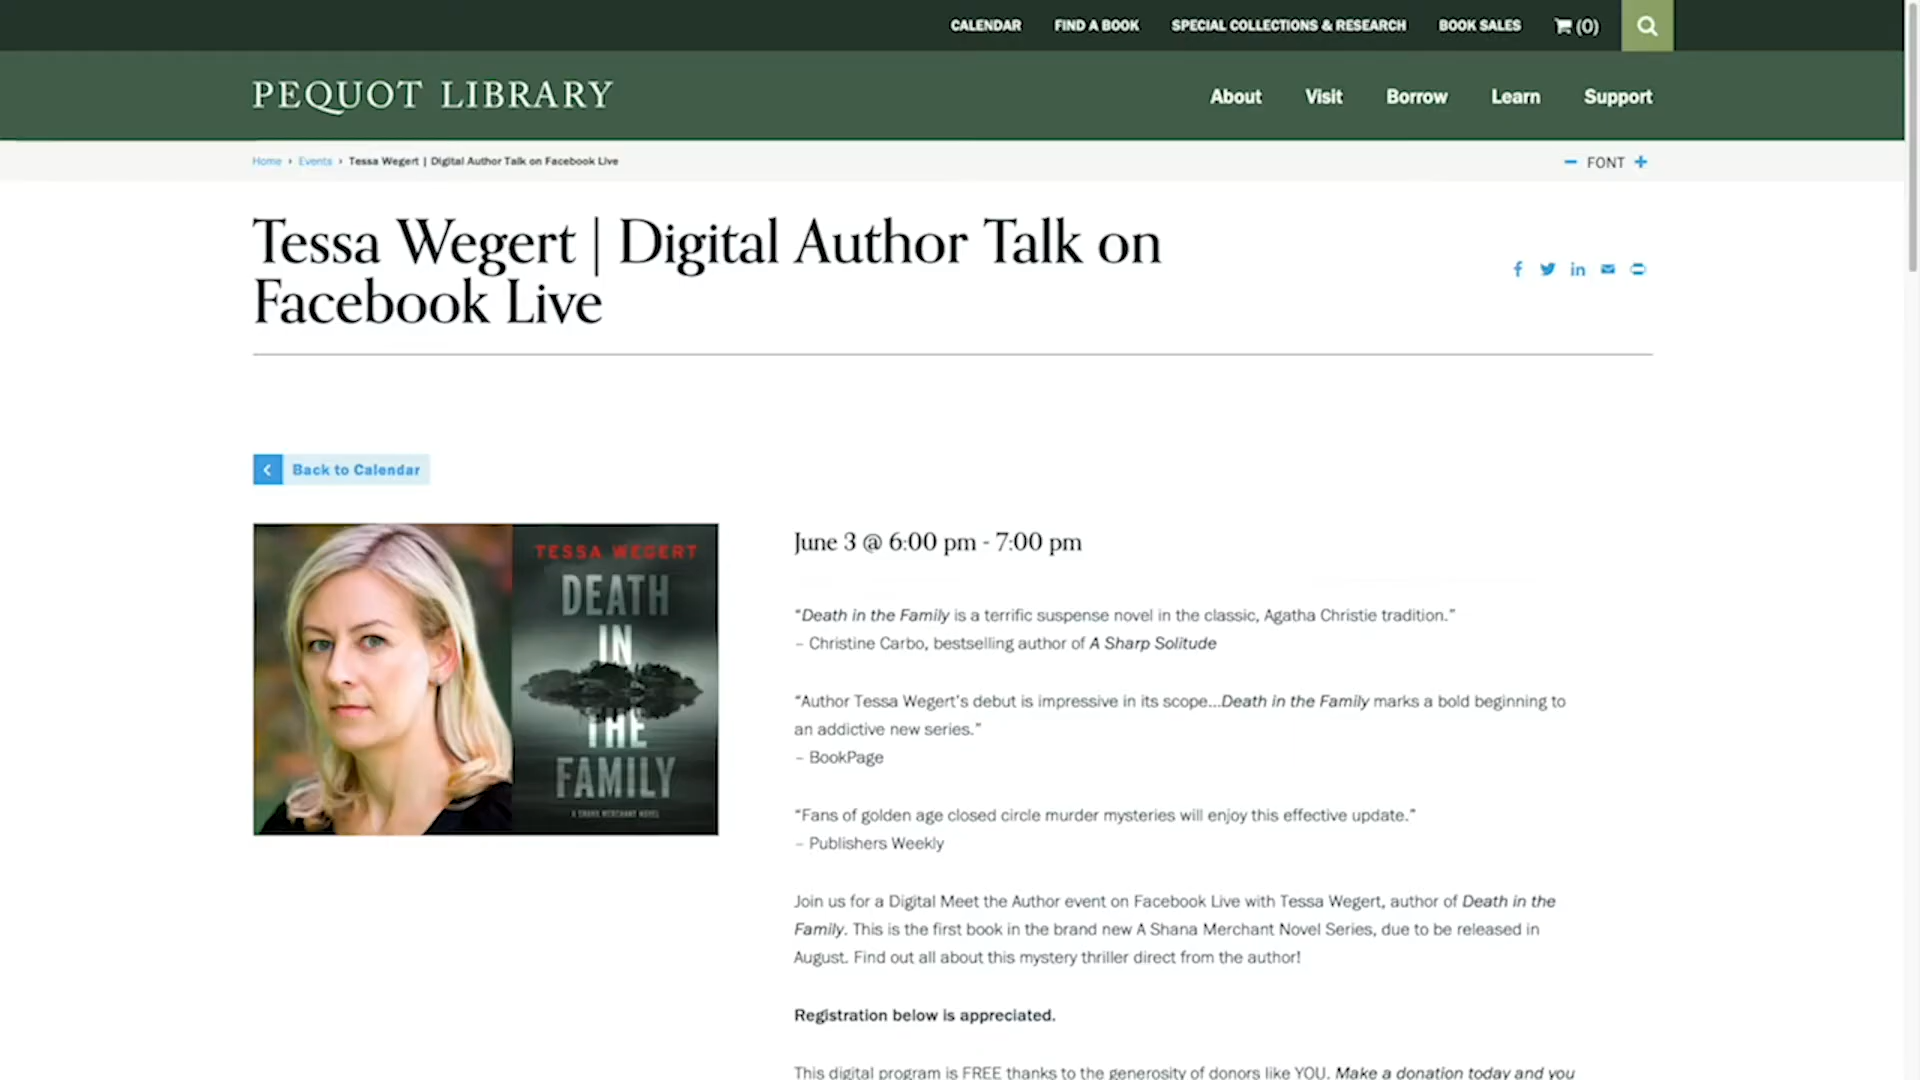 CALENDAR FIND A BOOK SPECIAL COLLECTIONS & RESEARCH BOOK SALES (0)
PEQUOT LIBRARY
About Visit Borrow Learn Support
Home › Events › Tessa Wegert | Digital Author Talk on Facebook Live
− FONT +
Tessa Wegert | Digital Author Talk on
Facebook Live
Back to Calendar
TESSA WEGERT
DEATH
IN
THE
FAMILY
A SHANA MERCHANT NOVEL
June 3 @ 6:00 pm - 7:00 pm
“Death in the Family is a terrific suspense novel in the classic, Agatha Christie tradition.”
– Christine Carbo, bestselling author of A Sharp Solitude
“Author Tessa Wegert’s debut is impressive in its scope...Death in the Family marks a bold beginning to
an addictive new series.”
– BookPage
“Fans of golden age closed circle murder mysteries will enjoy this effective update.”
– Publishers Weekly
Join us for a Digital Meet the Author event on Facebook Live with Tessa Wegert, author of Death in the
Family. This is the first book in the brand new A Shana Merchant Novel Series, due to be released in
August. Find out all about this mystery thriller direct from the author!
Registration below is appreciated.
This digital program is FREE thanks to the generosity of donors like YOU. Make a donation today and you